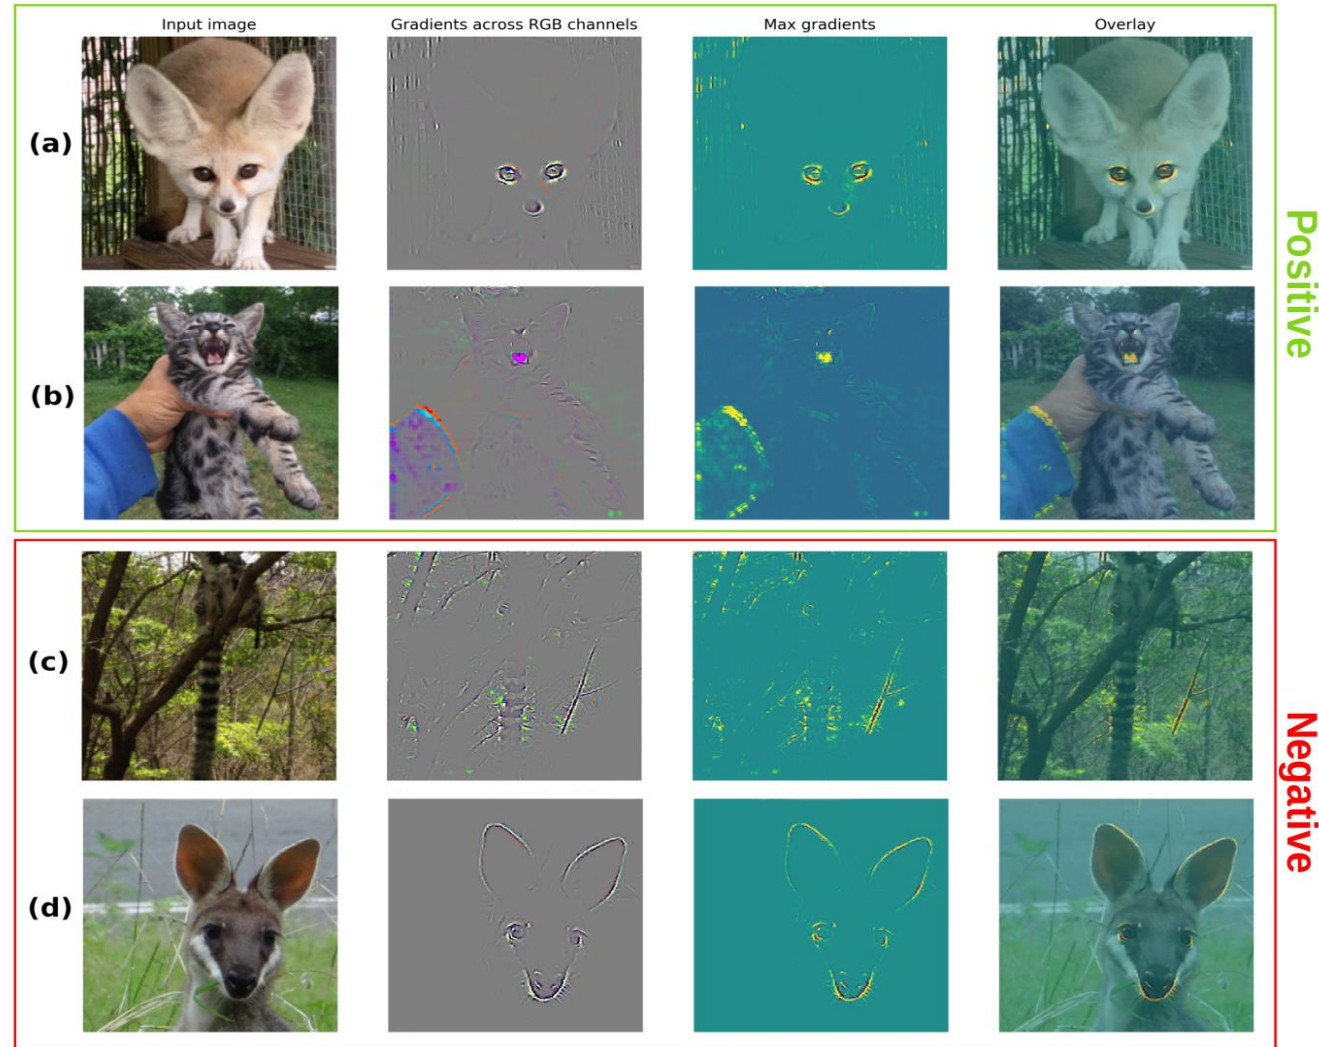 Input image
Gradients across RGB channels
Max gradients
Overlay
(a)
(b)
Positive
(c)
(d)
Negative